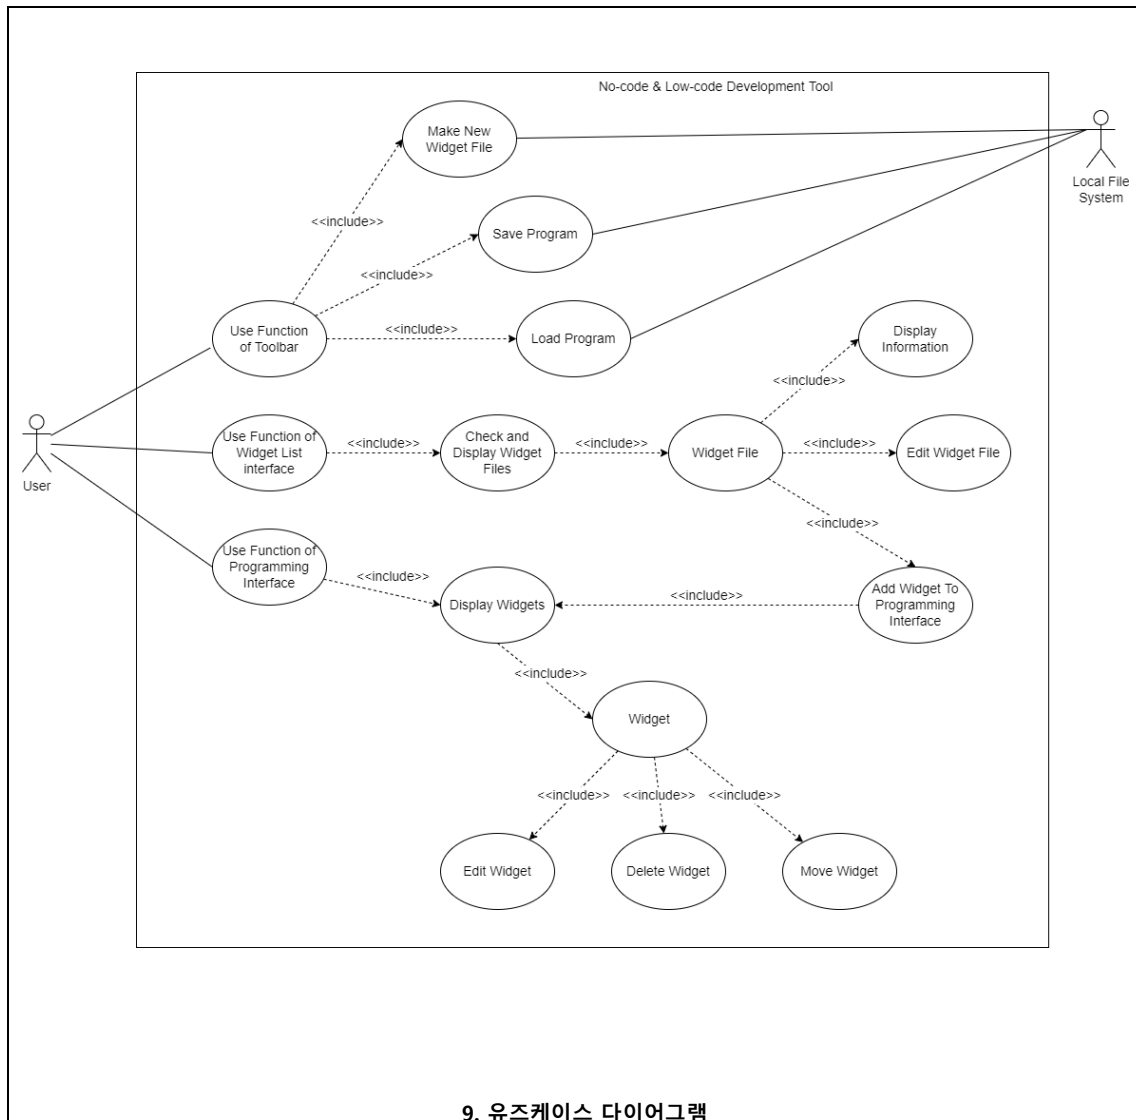 No-code & Low-code Development Tool
Make New
Widget File
Local File
System
<<include>>
Save Program
<<include>>
Use Function
of Toolbar
<<include>>
Load Program
Display
Information
<<include>>
User
Use Function of
Widget List
interface
<<include>>
Check and
Display Widget
Files
<<include>>
Widget File
<<include>>
Edit Widget File
<<include>>
Use Function of
Programming
Interface
<<include>>
Display Widgets
<<include>>
Add Widget To
Programming
Interface
<<include>>
Widget
<<include>>
<<include>>
<<include>>
Edit Widget
Delete Widget
Move Widget
9. 유즈케이스 다이어그램